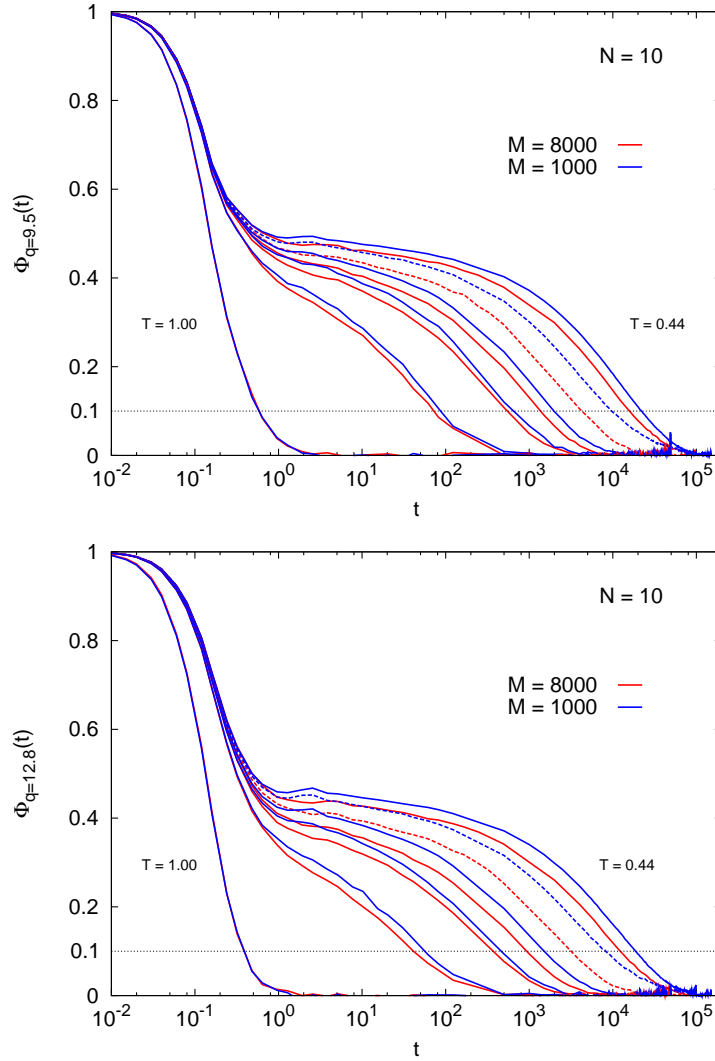 1
0.8
0.6
0.4
0.2
0.1
0
Φq=9.5(t)
N = 10
M = 8000
M = 1000
T = 1.00
T = 0.44
10-2 10-1 100 101 102 103 104 105
t
1
0.8
0.6
0.4
0.2
0.1
0
Φq=12.8(t)
N = 10
M = 8000
M = 1000
T = 1.00
T = 0.44
10-2 10-1 100 101 102 103 104 105
t